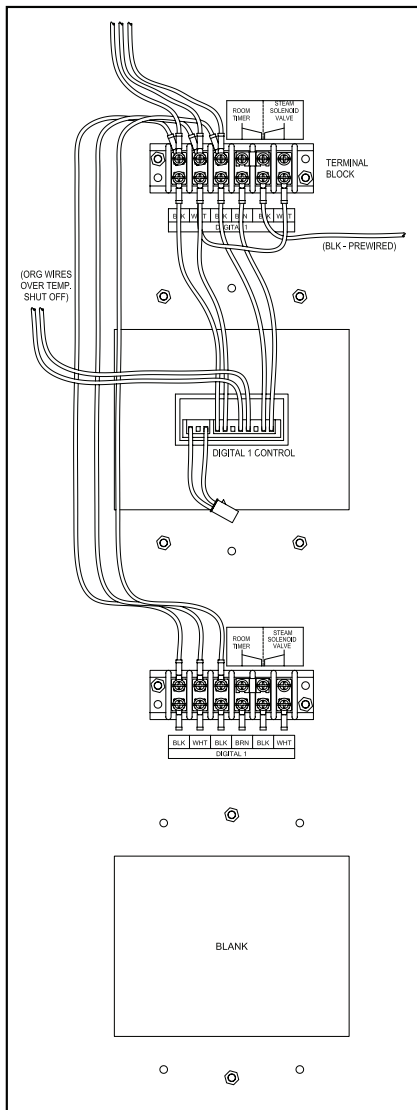 ROOM
TIMER
STEAM
SOLENOID
VALVE
TERMINAL
BLOCK
BLK WHT BLK BRN BLK WHT
DIGITAL 1
(BLK - PREWIRED)
(ORG WIRES
OVER TEMP.
SHUT OFF)
DIGITAL 1 CONTROL
ROOM
TIMER
STEAM
SOLENOID
VALVE
BLK WHT BLK BRN BLK WHT
DIGITAL 1
BLANK